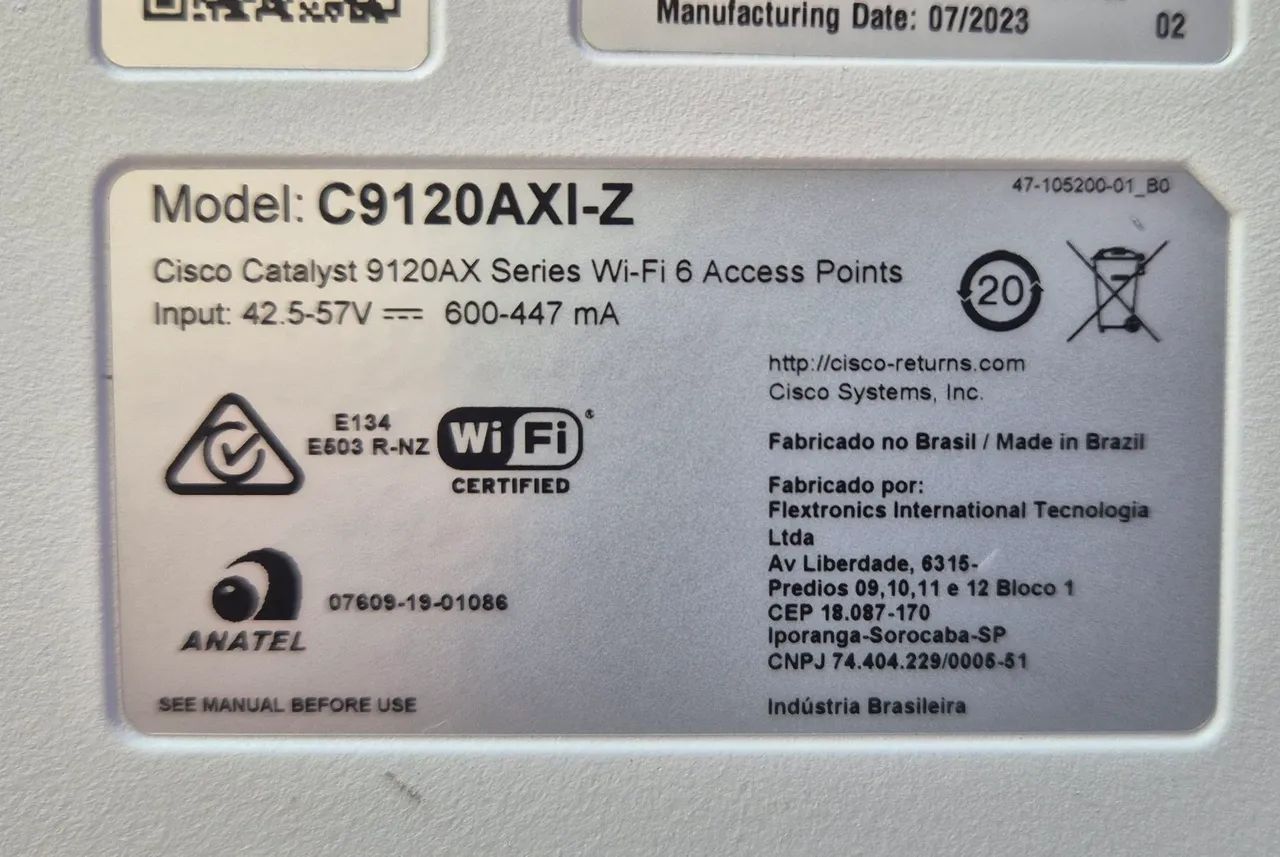 Manufacturing Date: 07/2023
02
47-105200-01_B0
Model: C9120AXI-Z
Cisco Catalyst 9120AX Series Wi-Fi 6 Access Points
Input: 42.5-57V 600-447 mA
20
http://cisco-returns.com
Cisco Systems, Inc.
E134
E503 R-NZ
Wi Fi®
CERTIFIED
Fabricado no Brasil / Made in Brazil
Fabricado por:
Flextronics International Tecnologia
Ltda
Av Liberdade, 6315-
Predios 09,10,11 e 12 Bloco 1
CEP 18.087-170
Iporanga-Sorocaba-SP
CNPJ 74.404.229/0005-51
ANATEL
07609-19-01086
SEE MANUAL BEFORE USE
Indústria Brasileira